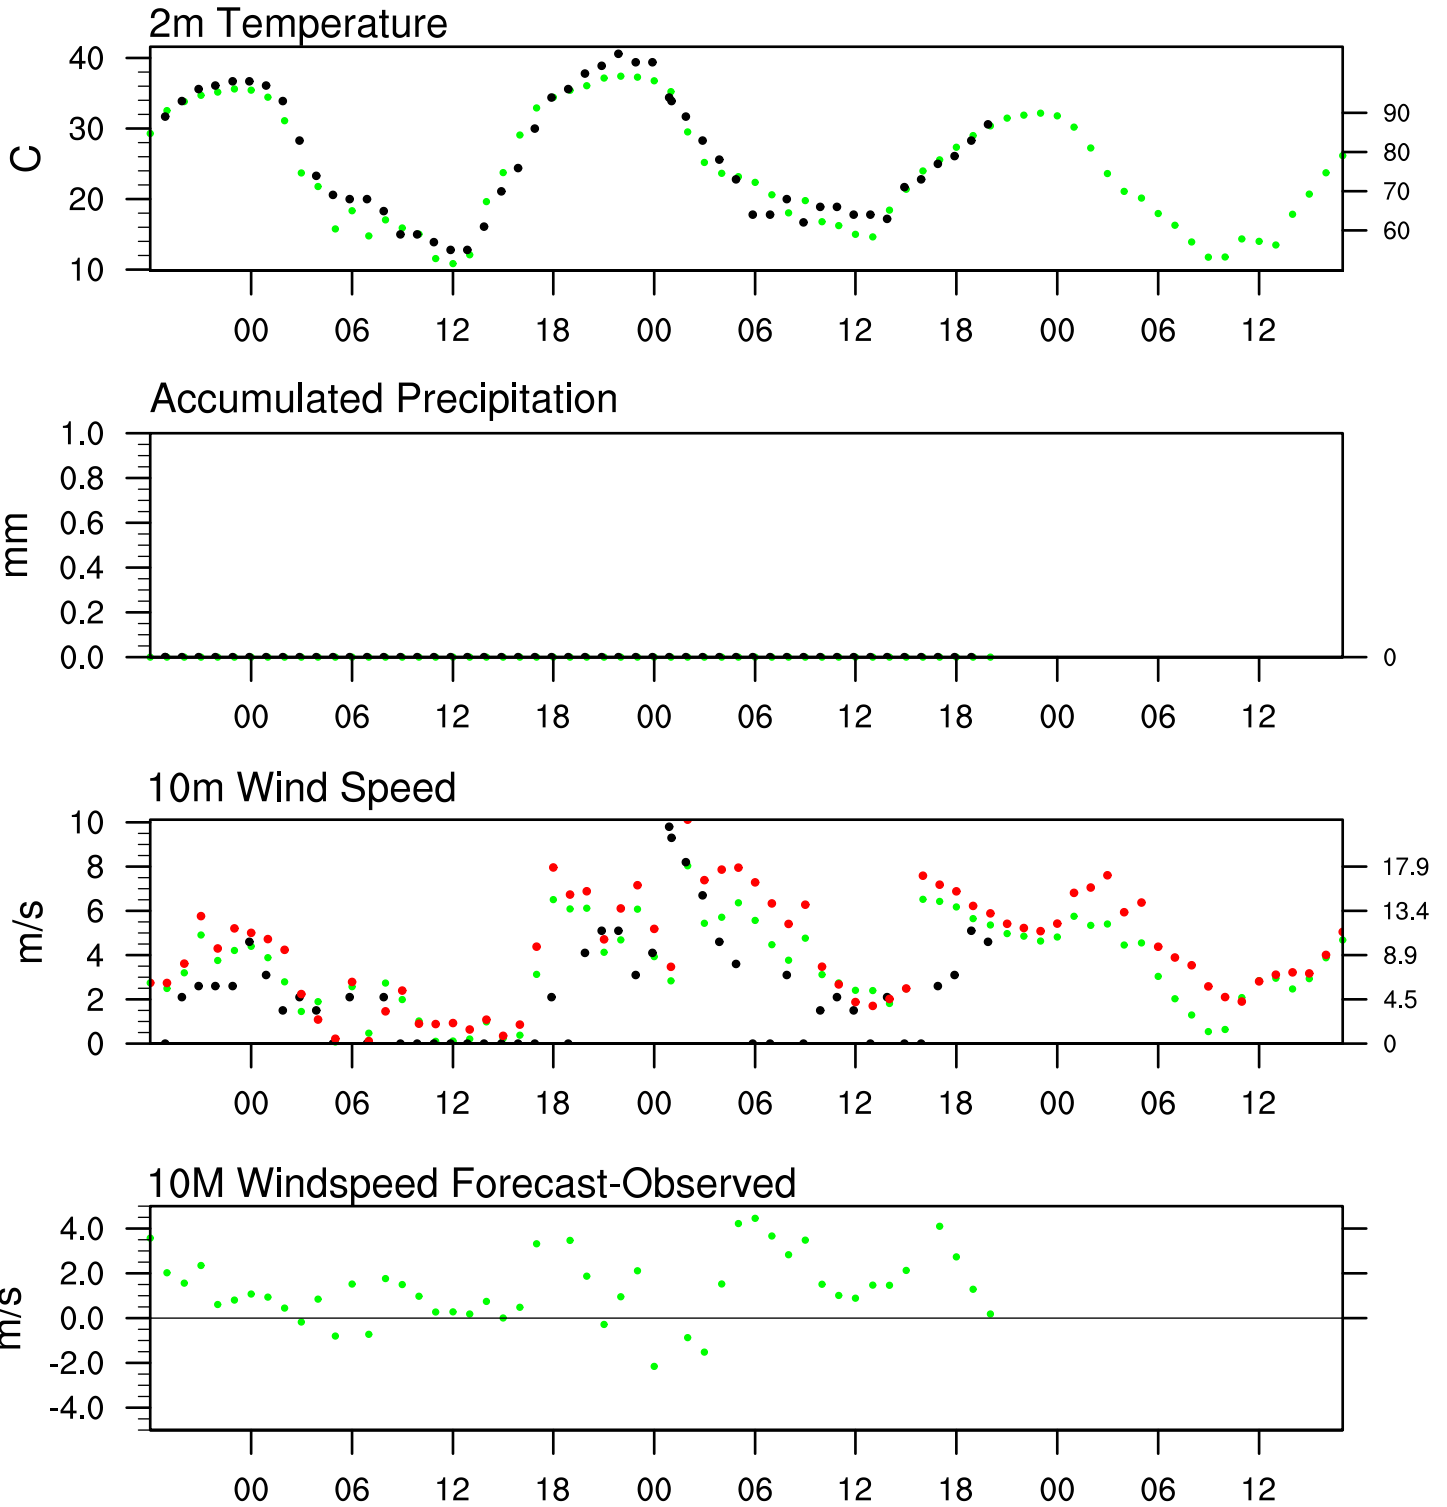 2m Temperature
40
30
20
10
C
90
80
70
60
00 06 12 18 00 06 12 18 00 06 12
Accumulated Precipitation
1.0
0.8
0.6
0.4
0.2
0.0
mm
0
00 06 12 18 00 06 12 18 00 06 12
10m Wind Speed
10
8
6
4
2
0
m/s
17.9
13.4
8.9
4.5
0
00 06 12 18 00 06 12 18 00 06 12
10M Windspeed Forecast-Observed
4.0
2.0
0.0
-2.0
-4.0
m/s
00 06 12 18 00 06 12 18 00 06 12